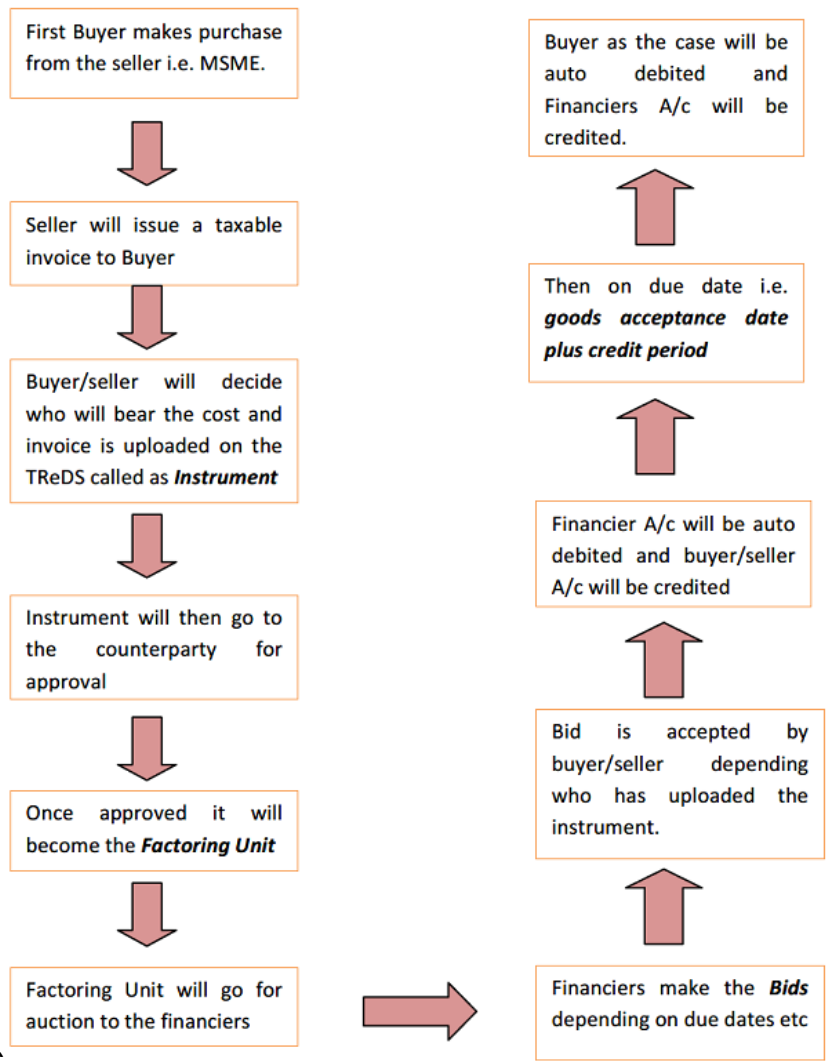 First Buyer makes purchase
from the seller i.e. MSME.
Seller will issue a taxable
invoice to Buyer
Buyer/seller will decide
who will bear the cost and
invoice is uploaded on the
TReDS called as Instrument
Instrument will then go to
the counterparty for
approval
Once approved it will
become the Factoring Unit
Factoring Unit will go for
auction to the financiers
Financiers make the Bids
depending on due dates etc
Bid is accepted by
buyer/seller depending
who has uploaded the
instrument.
Financier A/c will be auto
debited and buyer/seller
A/c will be credited
Then on due date i.e.
goods acceptance date
plus credit period
Buyer as the case will be
auto debited and
Financiers A/c will be
credited.